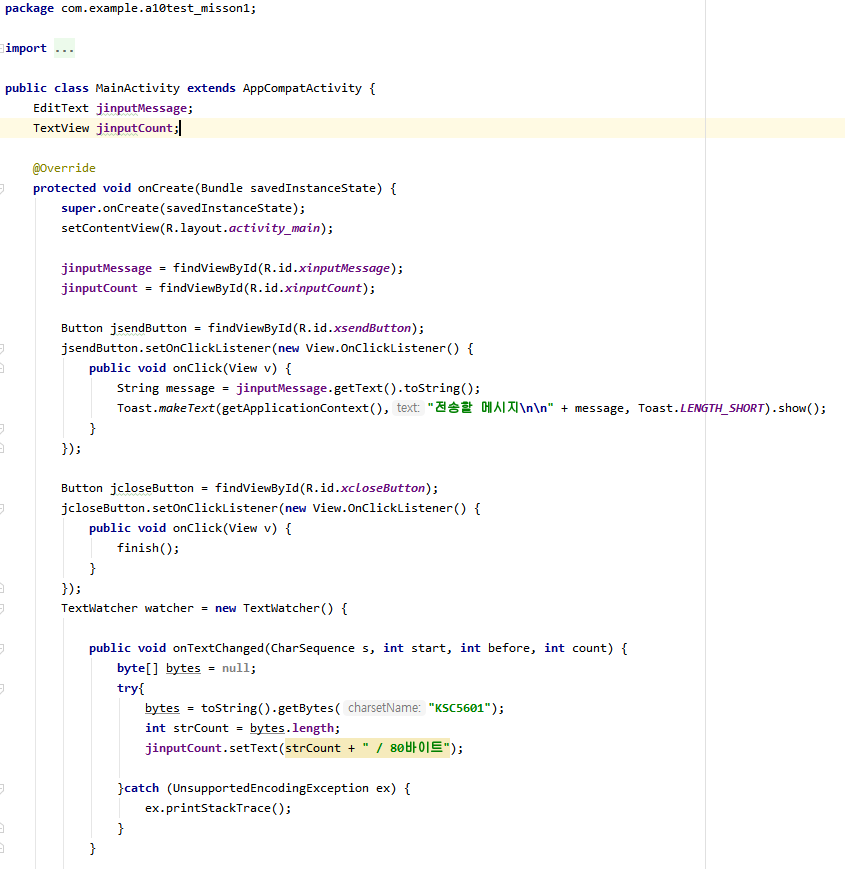 package com.example.a10test_misson1;
import ...
public class MainActivity extends AppCompatActivity {
EditText jinputMessage;
TextView jinputCount;
@Override
protected void onCreate(Bundle savedInstanceState) {
super.onCreate(savedInstanceState);
setContentView(R.layout.activity_main);
jinputMessage = findViewById(R.id.xinputMessage);
jinputCount = findViewById(R.id.xinputCount);
Button jsendButton = findViewById(R.id.xsendButton);
jsendButton.setOnClickListener(new View.OnClickListener() {
public void onClick(View v) {
String message = jinputMessage.getText().toString();
Toast.makeText(getApplicationContext(), text: "전송할 메시지\n\n" + message, Toast.LENGTH_SHORT).show();
}
});
Button jcloseButton = findViewById(R.id.xcloseButton);
jcloseButton.setOnClickListener(new View.OnClickListener() {
public void onClick(View v) {
finish();
}
});
TextWatcher watcher = new TextWatcher() {
public void onTextChanged(CharSequence s, int start, int before, int count) {
byte[] bytes = null;
try{
bytes = toString().getBytes( charsetName: "KSC5601");
int strCount = bytes.length;
jinputCount.setText(strCount + " / 80바이트");
}catch (UnsupportedEncodingException ex) {
ex.printStackTrace();
}
}